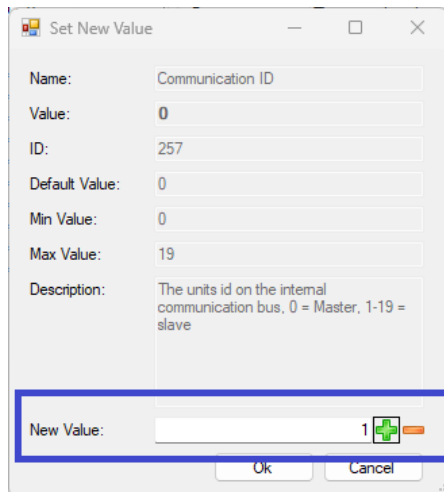 Set New Value
Name: Communication ID
Value: 0
ID: 257
Default Value: 0
Min Value: 0
Max Value: 19
Description: The units id on the internal
communication bus, 0 = Master, 1-19 =
slave
New Value: 1
Ok Cancel